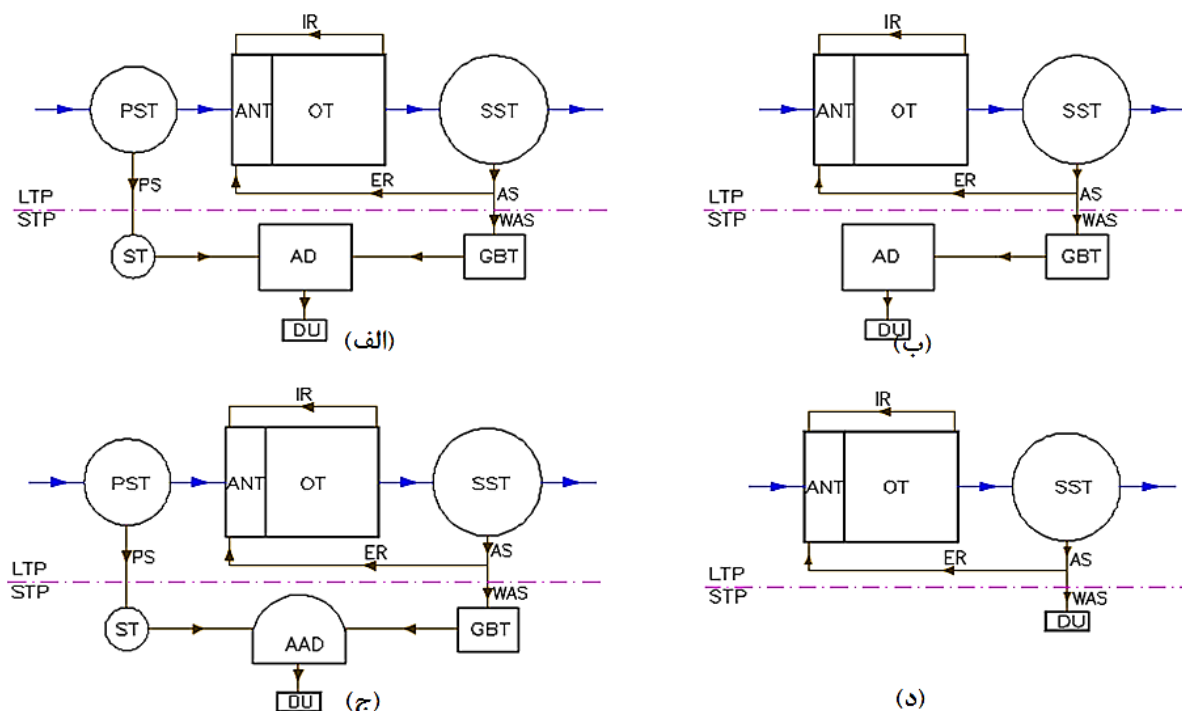 IR
PST
ANT
OT
SST
PS
ER
AS
LTP
STP
WAS
ST
AD
GBT
DU
(الف)
IR
ANT
OT
SST
ER
AS
LTP
STP
WAS
AD
GBT
DU
(ب)
IR
PST
ANT
OT
SST
PS
ER
AS
LTP
STP
WAS
ST
AAD
GBT
DU
(ج)
IR
ANT
OT
SST
ER
AS
LTP
STP
WAS
DU
(د)